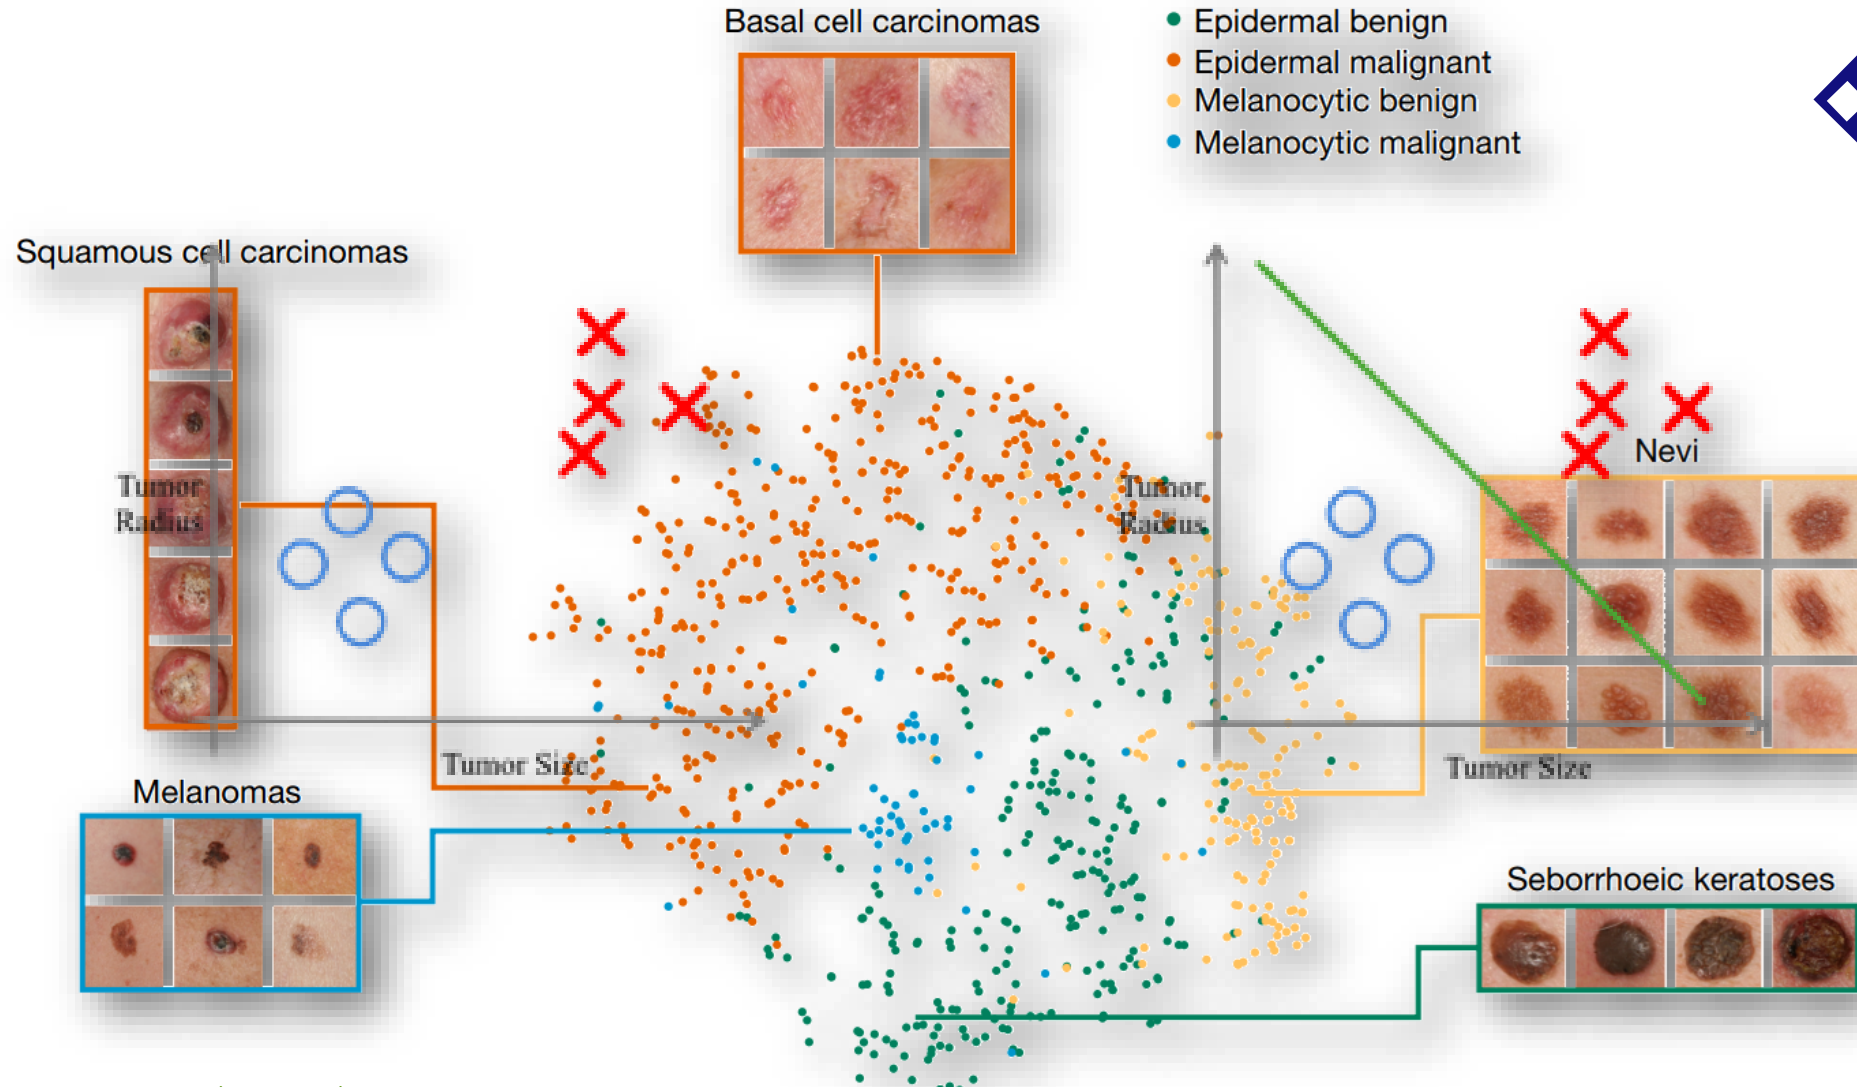 Basal cell carcinomas
Epidermal benign
Epidermal malignant
Melanocytic benign
Melanocytic malignant
Squamous cell carcinomas
Nevi
Tumor
Radius
Tumor
Radius
Tumor Size
Tumor Size
Melanomas
Seborrhoeic keratoses